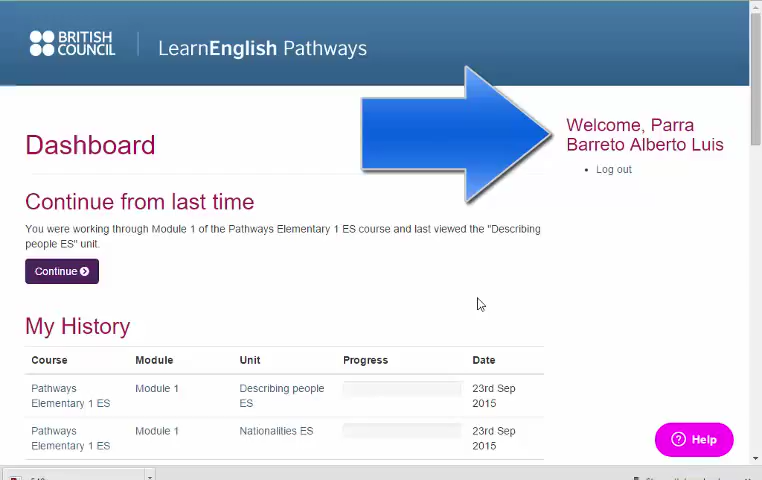 BRITISH
COUNCIL
LearnEnglish Pathways
Welcome, Parra
Barreto Alberto Luis
Log out
Dashboard
Continue from last time
You were working through Module 1 of the Pathways Elementary 1 ES course and last viewed the "Describing
people ES" unit.
Continue
My History
Course Module Unit Progress Date
Pathways Module 1 Describing people 23rd Sep
Elementary 1 ES ES 2015
Pathways Module 1 Nationalities ES 23rd Sep
Elementary 1 ES 2015
Help